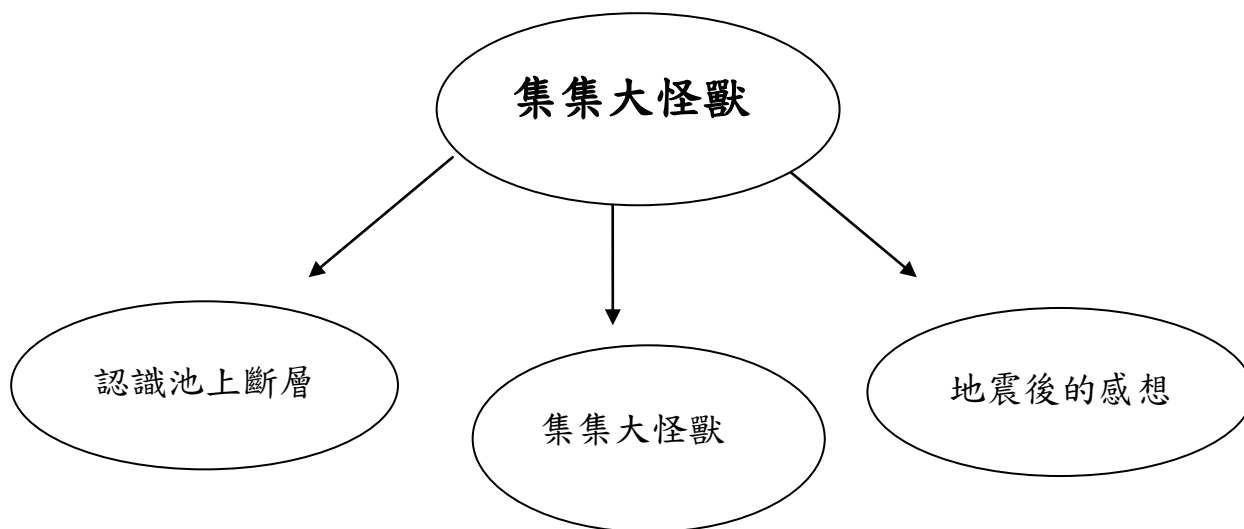 集集大怪獸
認識池上斷層
集集大怪獸
地震後的感想